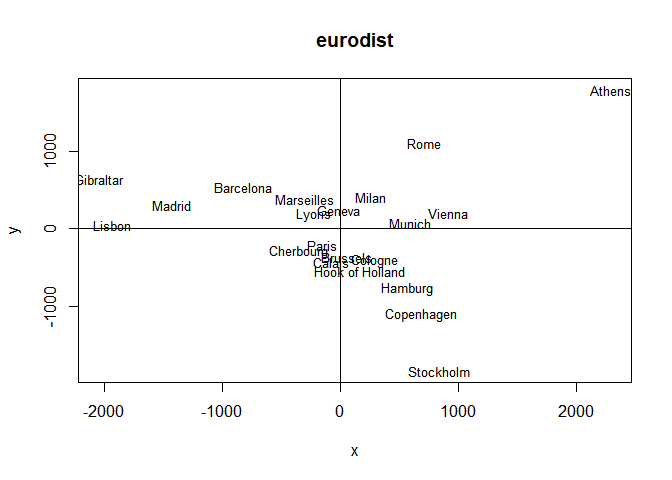 eurodist
Athens
Rome
1000
Gibraltar
Barcelona
Marseilles
Milan
Madrid
Geneva
Lyons
Vienna
Munich
Lisbon
0
y
Paris
Cherbourg
Brussels
Cologne
Calais
Hook of Holland
Hamburg
-1000
Copenhagen
Stockholm
-2000 -1000 0 1000 2000
x